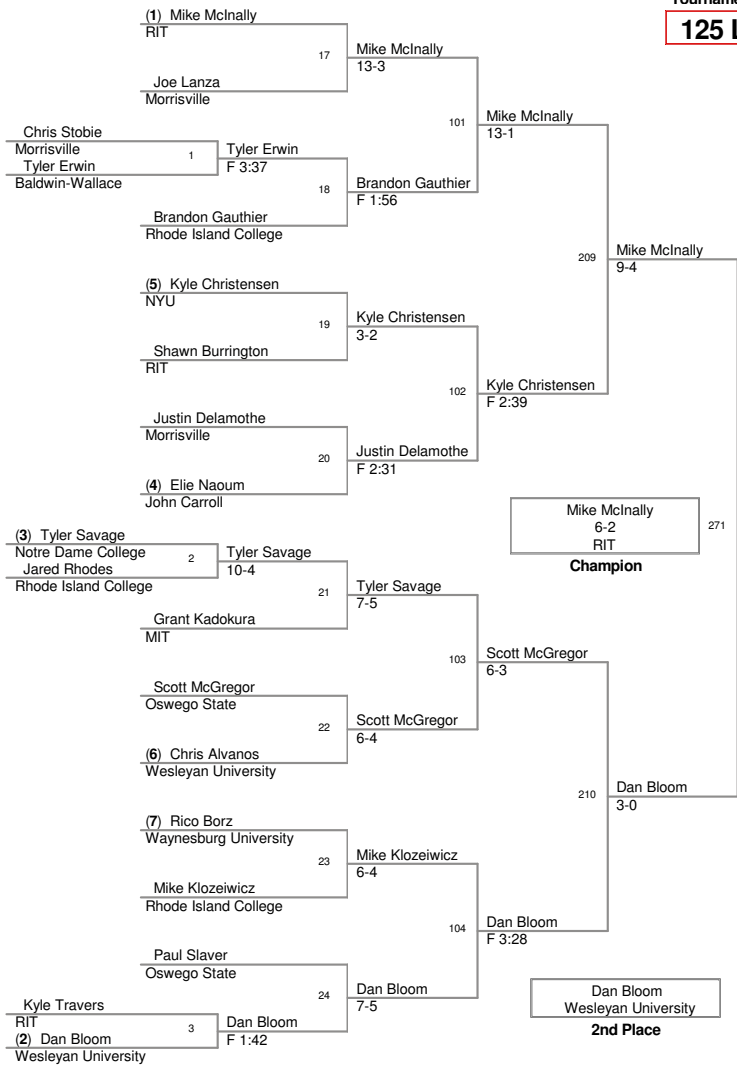 Tourname
125 L
(1) Mike McInally
RIT
17
Mike McInally
13-3
Joe Lanza
Morrisville
101
Mike McInally
13-1
Chris Stobie
Morrisville
1
Tyler Erwin
F 3:37
Tyler Erwin
Baldwin-Wallace
18
Brandon Gauthier
F 1:56
Brandon Gauthier
Rhode Island College
209
Mike McInally
9-4
(5) Kyle Christensen
NYU
19
Kyle Christensen
3-2
Shawn Burrington
RIT
102
Kyle Christensen
F 2:39
Justin Delamothe
Morrisville
20
Justin Delamothe
F 2:31
(4) Elie Naoum
John Carroll
Mike McInally
6-2
RIT
271
Champion
(3) Tyler Savage
Notre Dame College
2
Tyler Savage
10-4
Jared Rhodes
Rhode Island College
21
Tyler Savage
7-5
Grant Kadokura
MIT
103
Scott McGregor
6-3
Scott McGregor
Oswego State
22
Scott McGregor
6-4
(6) Chris Alvanos
Wesleyan University
210
Dan Bloom
3-0
(7) Rico Borz
Waynesburg University
23
Mike Klozeiwicz
6-4
Mike Klozeiwicz
Rhode Island College
104
Dan Bloom
F 3:28
Paul Slaver
Oswego State
24
Dan Bloom
7-5
Kyle Travers
RIT
3
Dan Bloom
F 1:42
(2) Dan Bloom
Wesleyan University
Dan Bloom
Wesleyan University
2nd Place